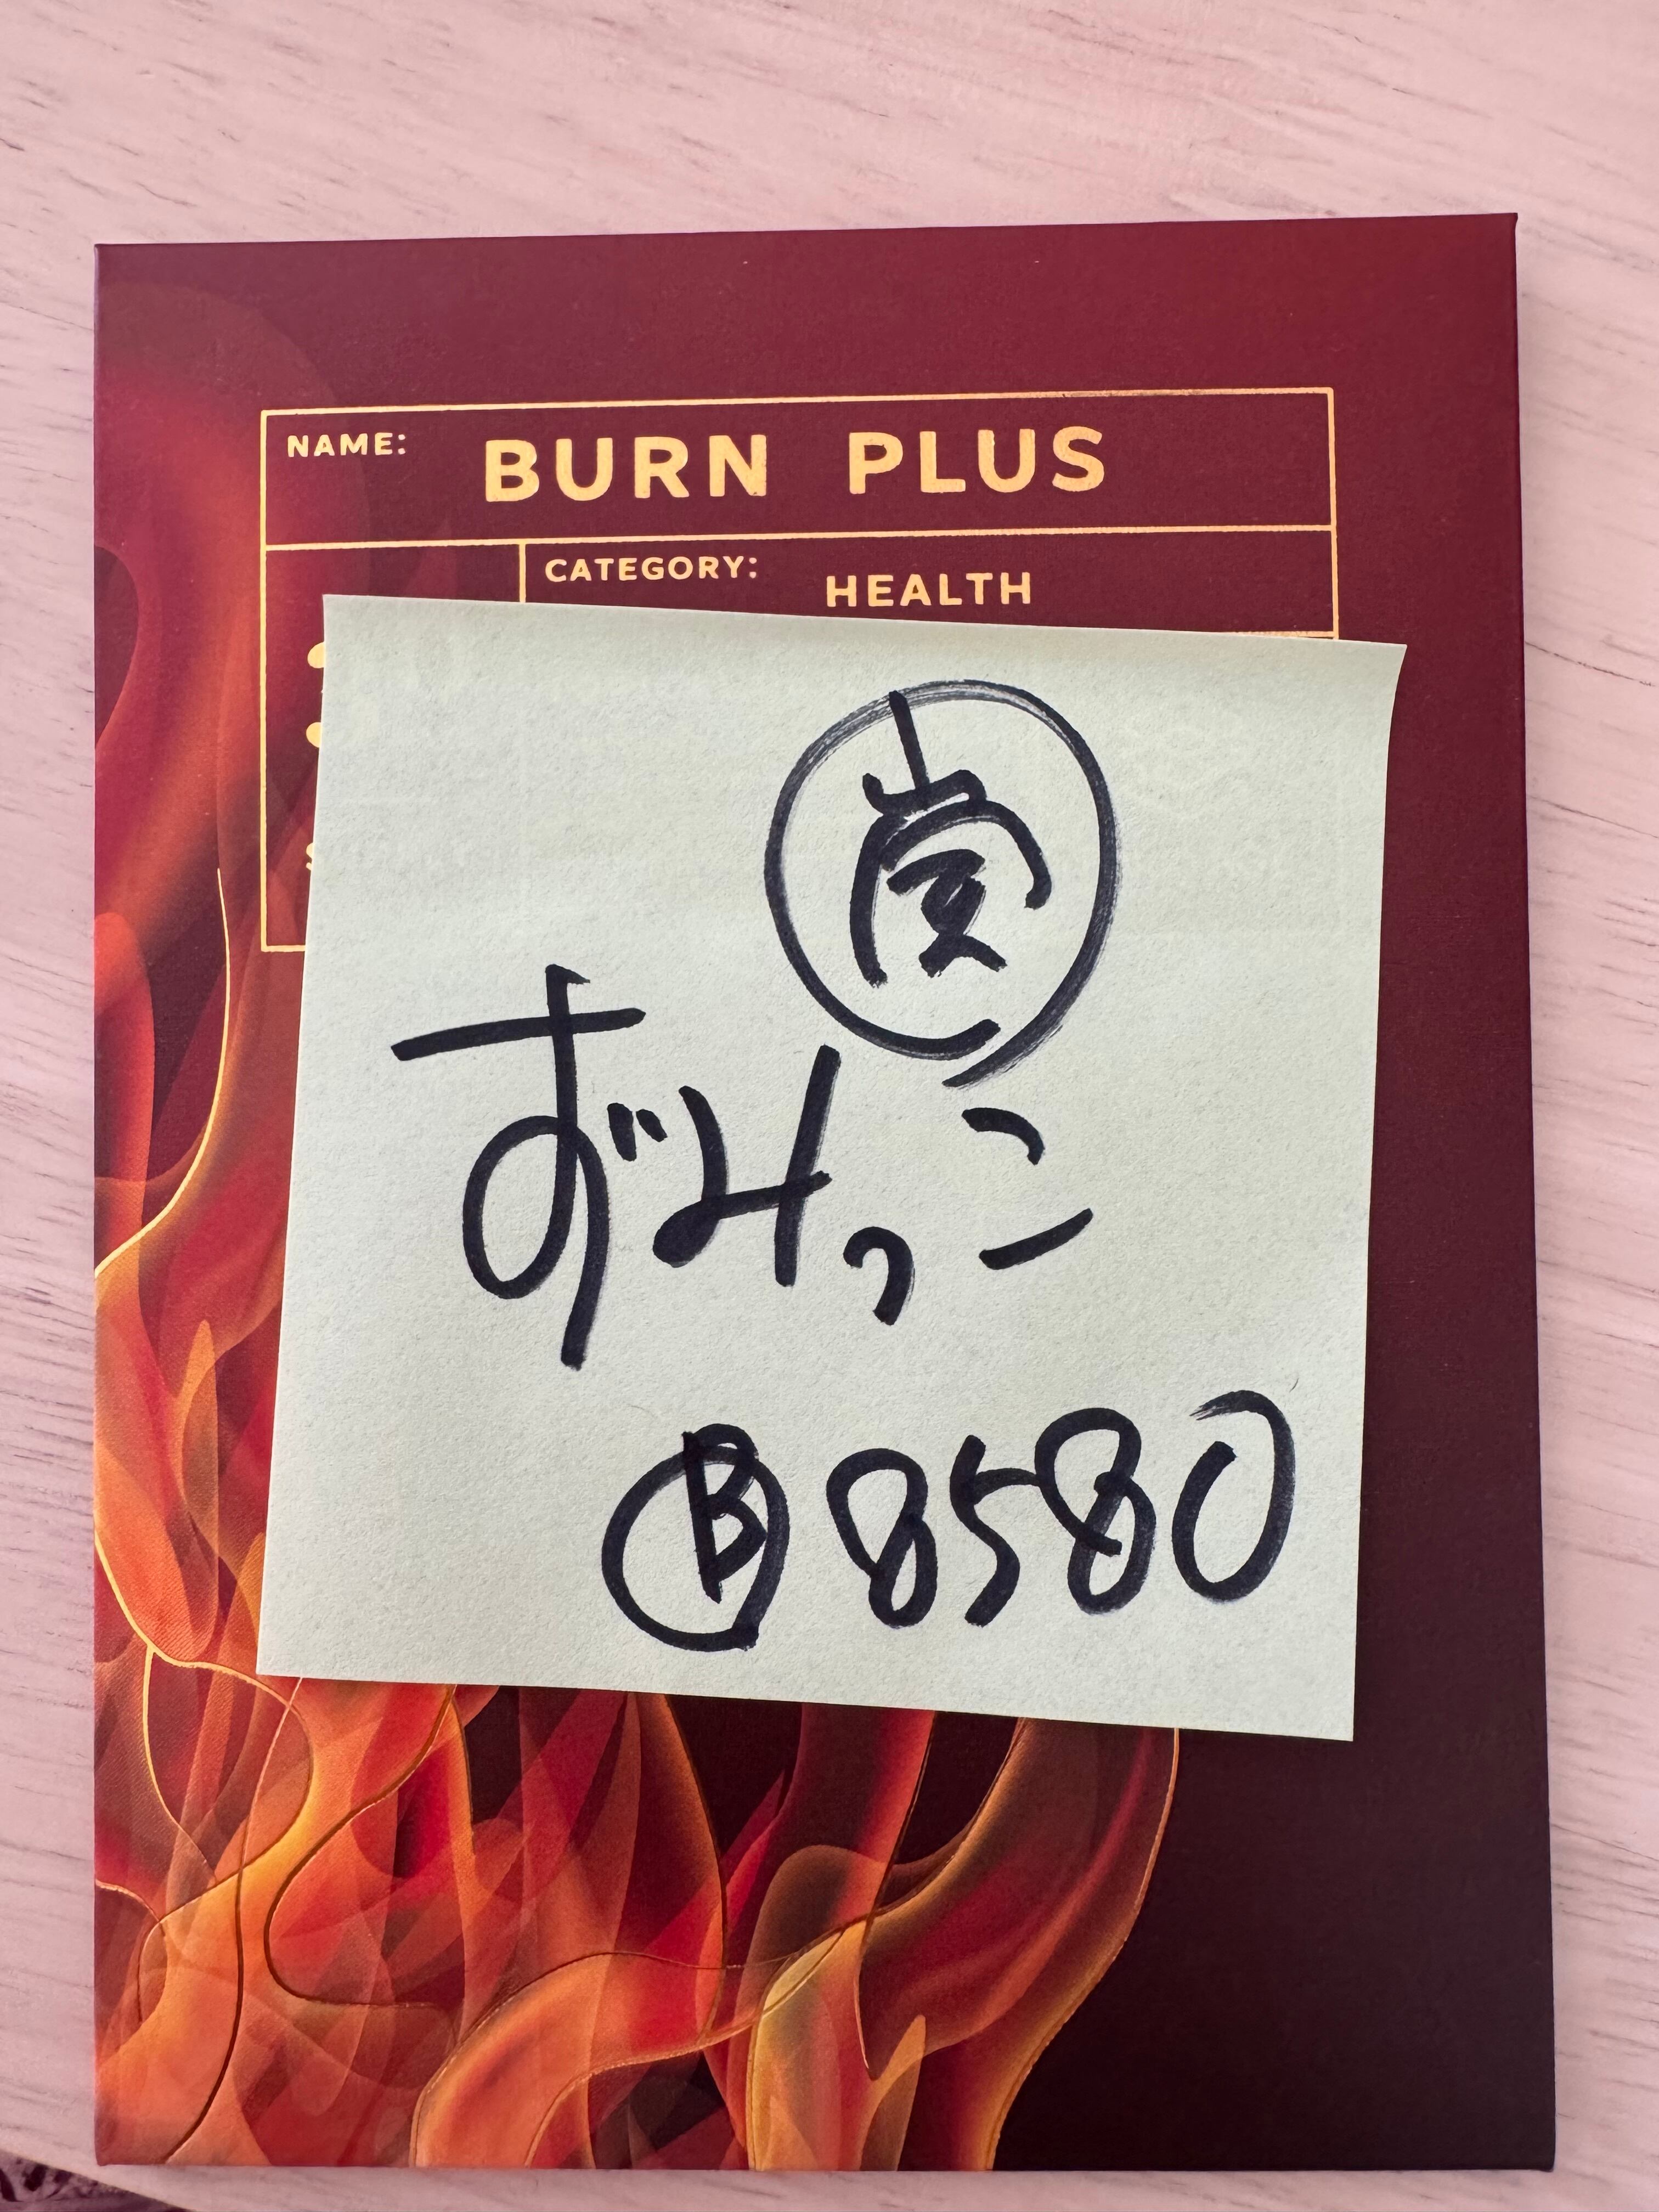 NAME: BURN PLUS
CATEGORY: HEALTH
ずみっこ
Ⓑ 8580